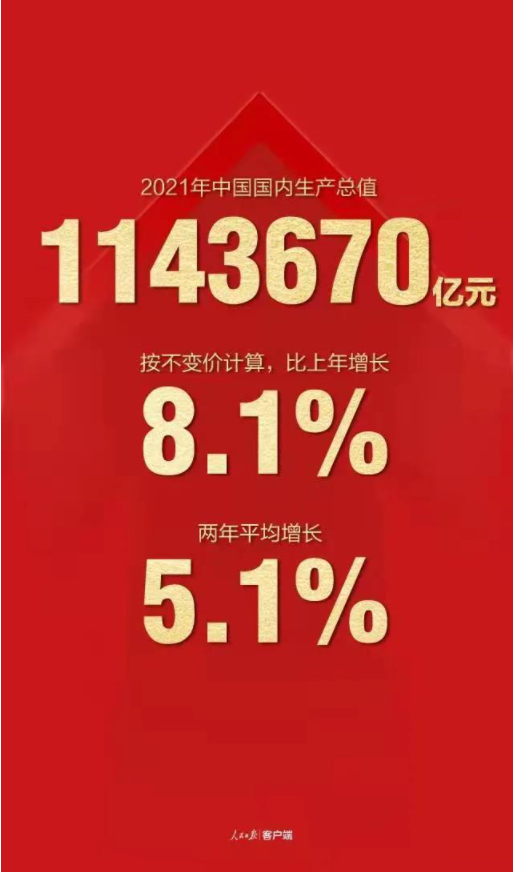 2021年中国国内生产总值
1143670亿元
按不变价计算，比上年增长
8.1%
两年平均增长
5.1%
人民日报 客户端